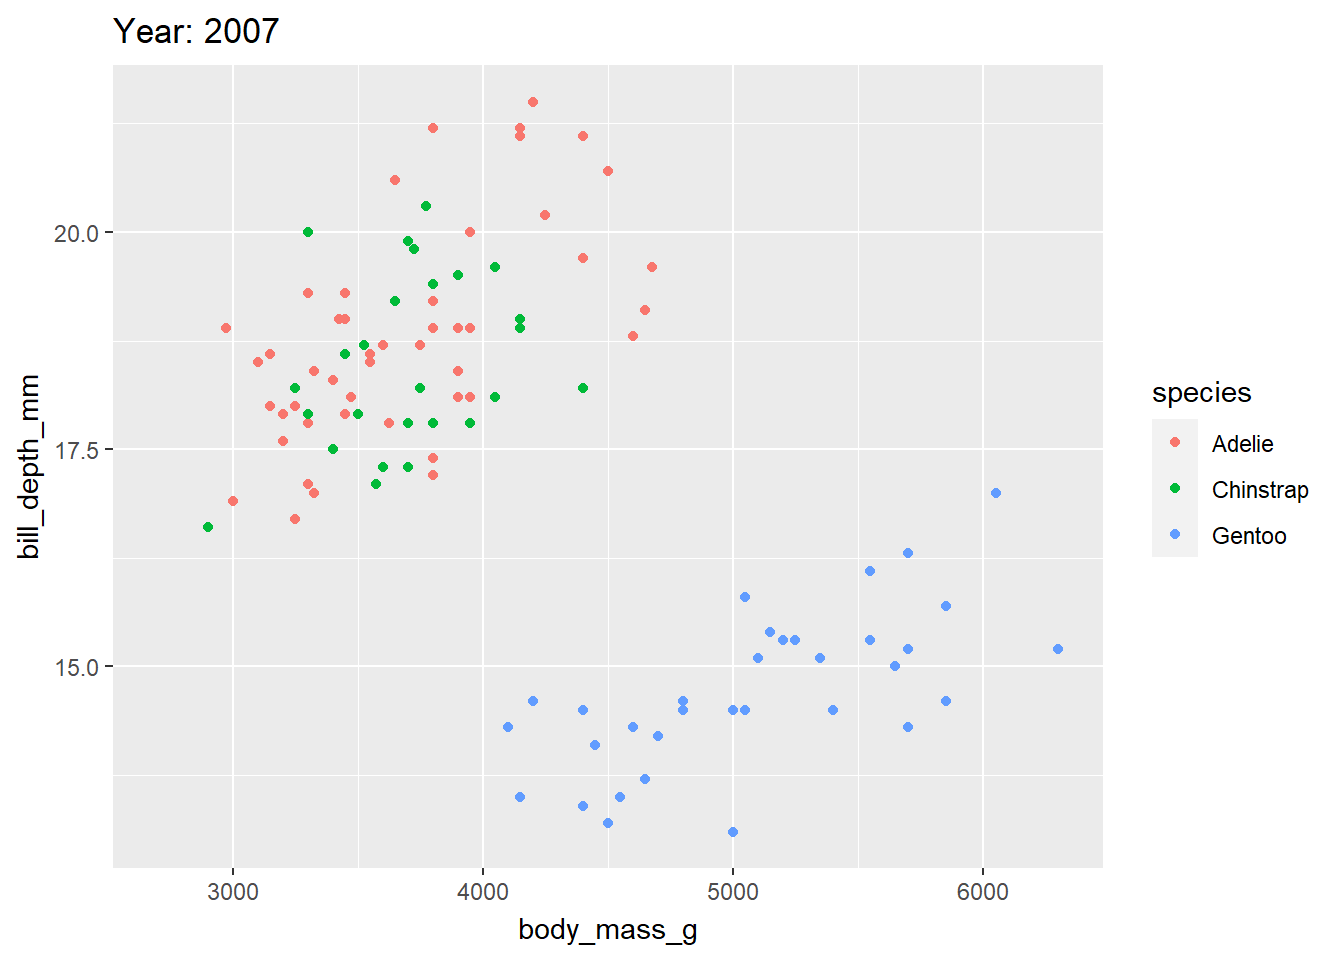 Year: 2007
bill_depth_mm
20.0
17.5
15.0
3000 4000 5000 6000
body_mass_g
species
Adelie
Chinstrap
Gentoo